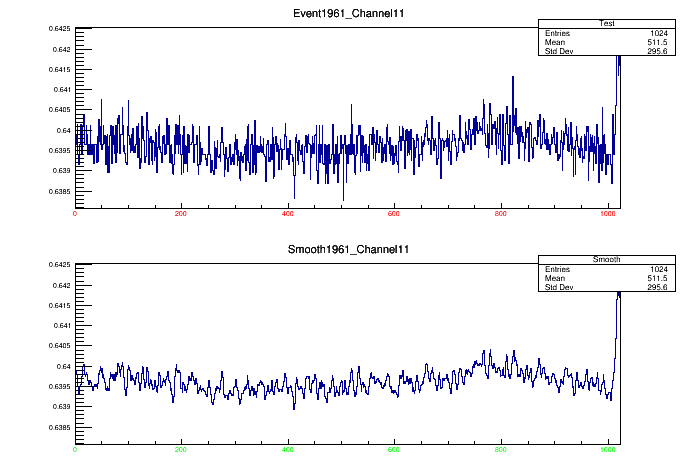 Event1961_Channel11
Test
Entries 1024
Mean 511.5
Std Dev 295.6
0.6425
0.642
0.6415
0.641
0.6405
0.64
0.6395
0.639
0.6385
0 200 400 600 800 1000
Smooth1961_Channel11
Smooth
Entries 1024
Mean 511.5
Std Dev 295.6
0.6425
0.642
0.6415
0.641
0.6405
0.64
0.6395
0.639
0.6385
0 200 400 600 800 1000